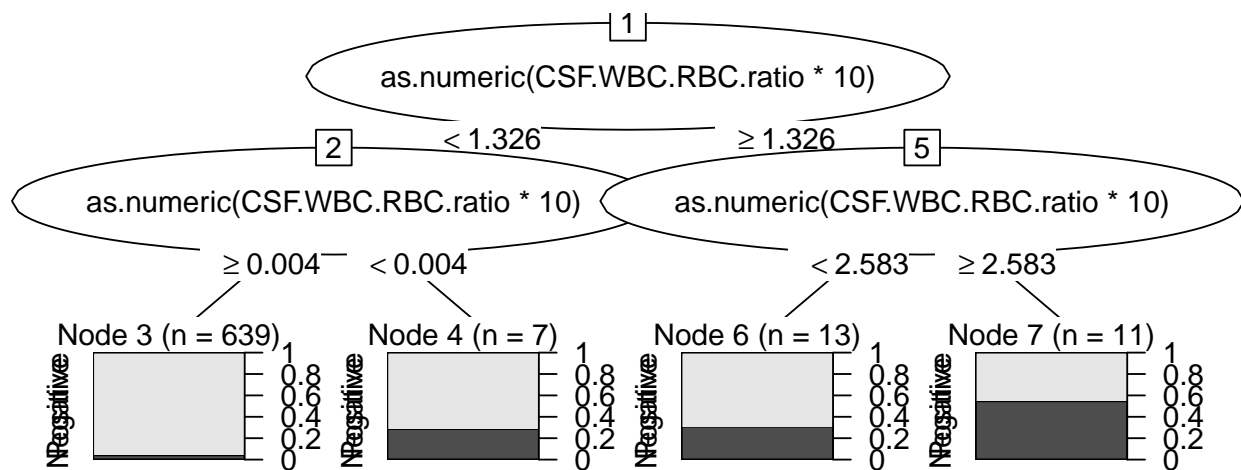 1
as.numeric(CSF.WBC.RBC.ratio * 10)
< 1.326 ≥ 1.326
2 5
as.numeric(CSF.WBC.RBC.ratio * 10) as.numeric(CSF.WBC.RBC.ratio * 10)
≥ 0.004 < 0.004 < 2.583 ≥ 2.583
Node 3 (n = 639) Node 4 (n = 7) Node 6 (n = 13) Node 7 (n = 11)
1 1 1 1
0.8 0.8 0.8 0.8
0.6 0.6 0.6 0.6
0.4 0.4 0.4 0.4
0.2 0.2 0.2 0.2
0 0 0 0